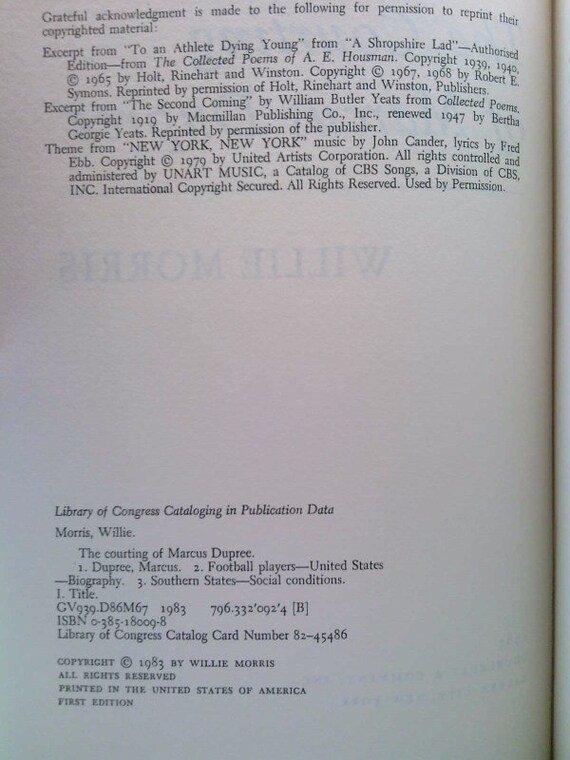 Grateful acknowledgment is made to the following for permission to reprint their
copyrighted material:
Excerpt from "To an Athlete Dying Young" from "A Shropshire Lad"—Authorised
Edition—from The Collected Poems of A. E. Housman. Copyright 1939, 1940,
© 1965 by Holt, Rinehart and Winston. Copyright © 1967, 1968 by Robert E.
Symons. Reprinted by permission of Holt, Rinehart and Winston, Publishers.
Excerpt from "The Second Coming" by William Butler Yeats from Collected Poems.
Copyright 1919 by Macmillan Publishing Co., Inc., renewed 1947 by Bertha
Georgie Yeats. Reprinted by permission of the publisher.
Theme from "NEW YORK, NEW YORK" music by John Cander, lyrics by Fred
Ebb. Copyright © 1979 by United Artists Corporation. All rights controlled and
administered by UNART MUSIC, a Catalog of CBS Songs, a Division of CBS,
INC. International Copyright Secured. All Rights Reserved. Used by Permission.
WILLIE MORRIS
Library of Congress Cataloging in Publication Data
Morris, Willie.
The courting of Marcus Dupree.
1. Dupree, Marcus. 2. Football players—United States
—Biography. 3. Southern States—Social conditions.
I. Title.
GV939.D86M67 1983 796.332'092'4 [B]
ISBN 0-385-18009-8
Library of Congress Catalog Card Number 82-45486
COPYRIGHT © 1983 BY WILLIE MORRIS
ALL RIGHTS RESERVED
PRINTED IN THE UNITED STATES OF AMERICA
FIRST EDITION